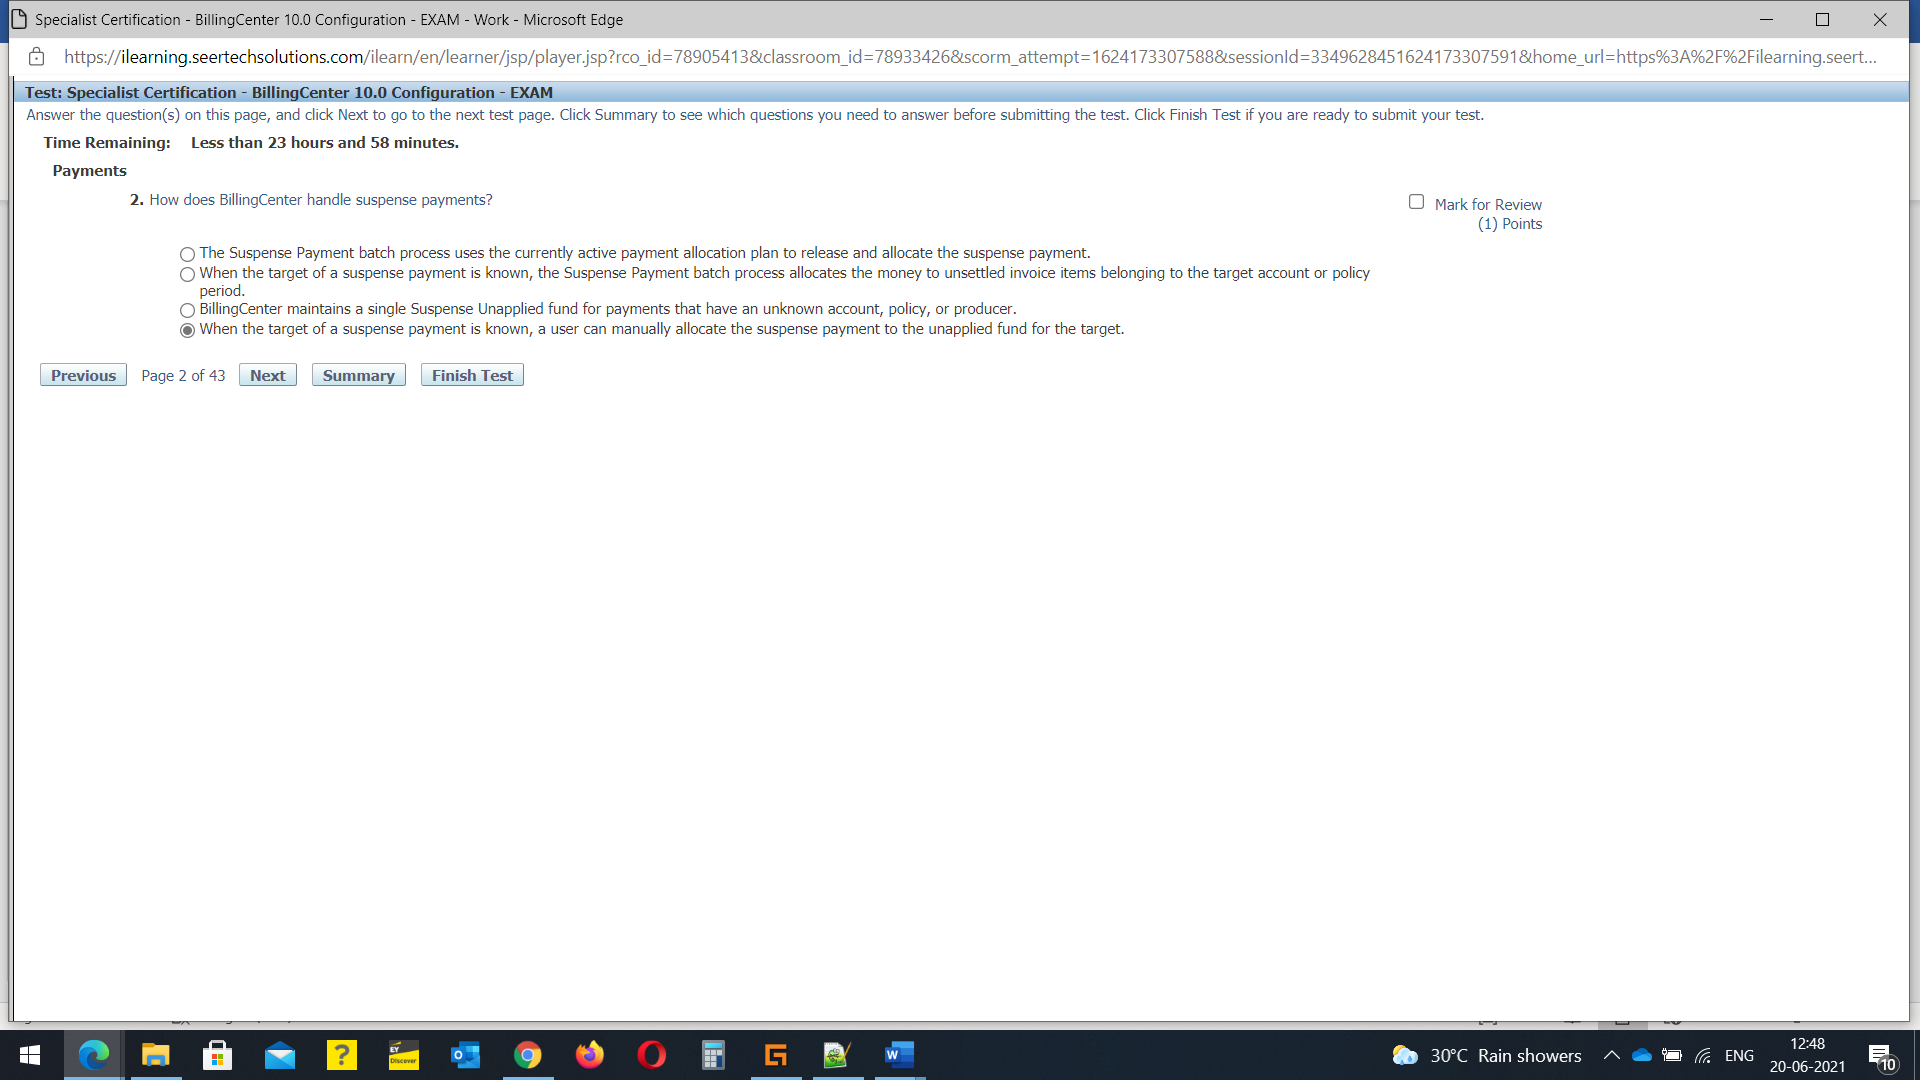 Specialist Certification - BillingCenter 10.0 Configuration - EXAM - Work - Microsoft Edge
https://ilearning.seertechsolutions.com/ilearn/en/learner/jsp/player.jsp?rco_id=78905413&classroom_id=78933426&scorm_attempt=1624173307588&sessionId=3349628451624173307591&home_url=https%3A%2F%2Filearning.seert...
Test: Specialist Certification - BillingCenter 10.0 Configuration - EXAM
Answer the question(s) on this page, and click Next to go to the next test page. Click Summary to see which questions you need to answer before submitting the test. Click Finish Test if you are ready to submit your test.
Time Remaining: Less than 23 hours and 58 minutes.
Payments
2. How does BillingCenter handle suspense payments?
Mark for Review
(1) Points
The Suspense Payment batch process uses the currently active payment allocation plan to release and allocate the suspense payment.
When the target of a suspense payment is known, the Suspense Payment batch process allocates the money to unsettled invoice items belonging to the target account or policy
period.
BillingCenter maintains a single Suspense Unapplied fund for payments that have an unknown account, policy, or producer.
When the target of a suspense payment is known, a user can manually allocate the suspense payment to the unapplied fund for the target.
Previous Page 2 of 43 Next Summary Finish Test
EY
Discover
30°C Rain showers
ENG
12:48
20-06-2021
10